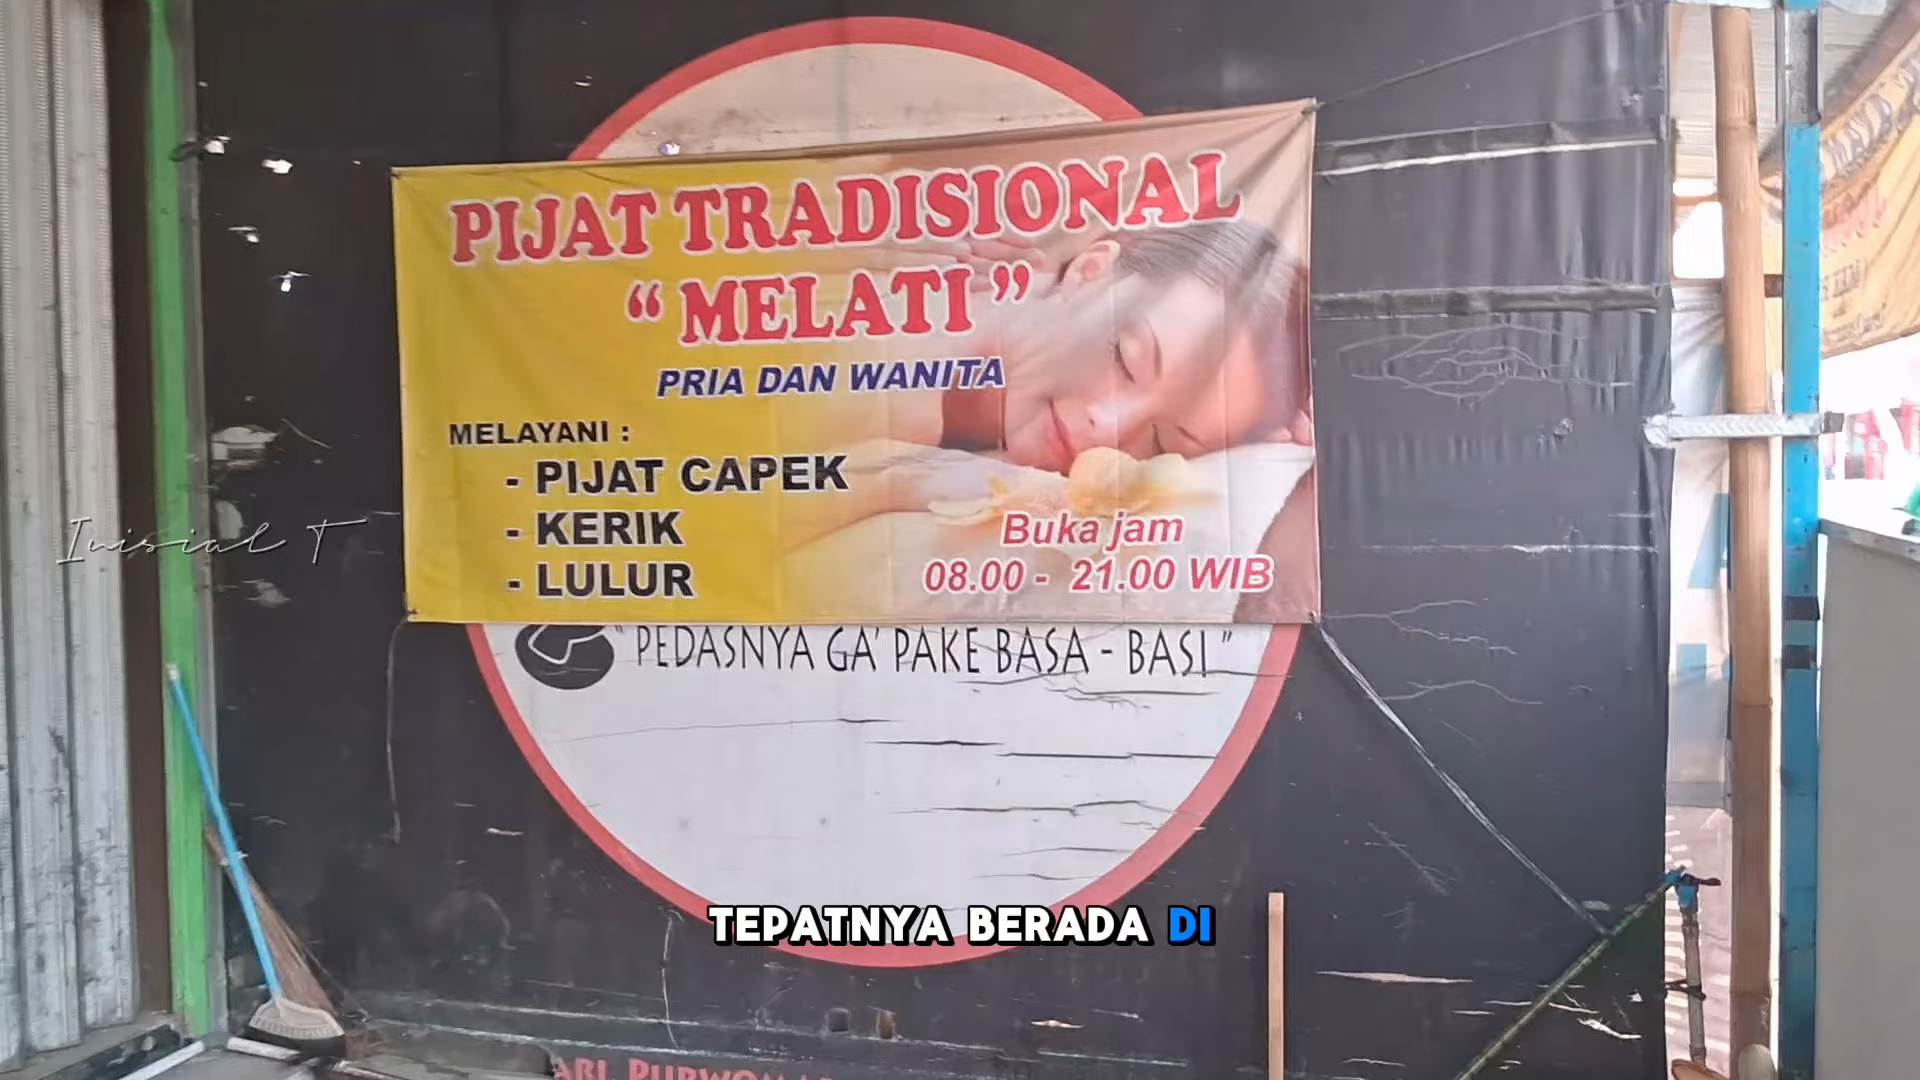 PIJAT TRADISIONAL
“ MELATI ”
PRIA DAN WANITA
MELAYANI :
- PIJAT CAPEK
- KERIK
- LULUR
Buka jam
08.00 - 21.00 WIB
Inisial T
" PEDASNYA GA' PAKE BASA - BASI "
TEPATNYA BERADA DI